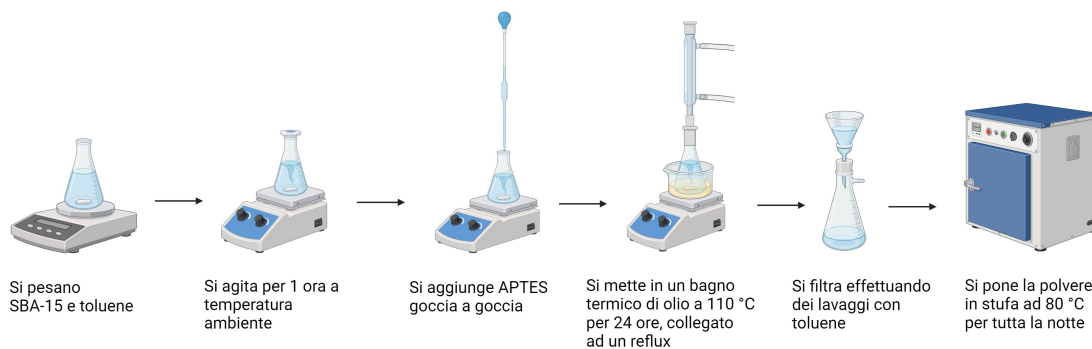 Si pesano
SBA-15 e toluene
Si agita per 1 ora a
temperatura
ambiente
Si aggiunge APTES
goccia a goccia
Si mette in un bagno
termico di olio a 110 °C
per 24 ore, collegato
ad un reflux
Si filtra effettuando
dei lavaggi con
toluene
Si pone la polvere
in stufa ad 80 °C
per tutta la notte